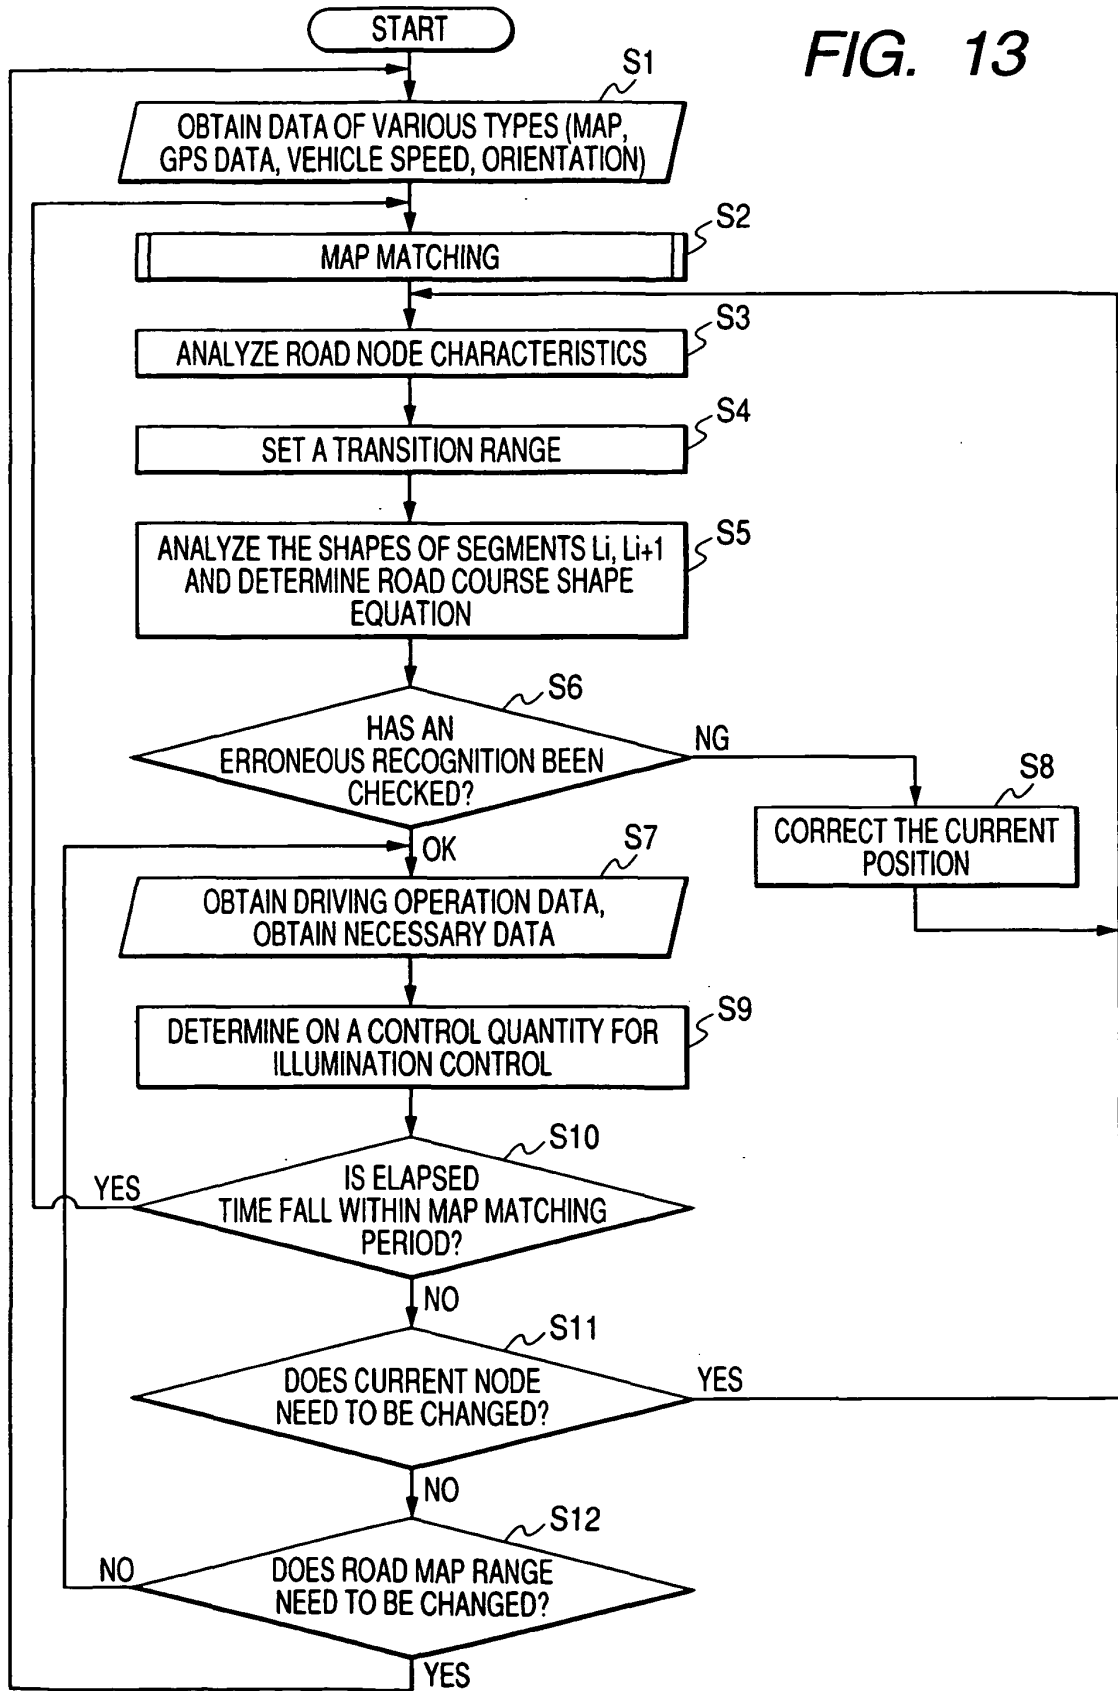 START
FIG. 13
S1
OBTAIN DATA OF VARIOUS TYPES (MAP,
GPS DATA, VEHICLE SPEED, ORIENTATION)
S2
MAP MATCHING
S3
ANALYZE ROAD NODE CHARACTERISTICS
S4
SET A TRANSITION RANGE
S5
ANALYZE THE SHAPES OF SEGMENTS Li, Li+1
AND DETERMINE ROAD COURSE SHAPE
EQUATION
S6
HAS AN
ERRONEOUS RECOGNITION BEEN
CHECKED?
NG
S8
CORRECT THE CURRENT
POSITION
OK
S7
OBTAIN DRIVING OPERATION DATA,
OBTAIN NECESSARY DATA
S9
DETERMINE ON A CONTROL QUANTITY FOR
ILLUMINATION CONTROL
S10
YES
IS ELAPSED
TIME FALL WITHIN MAP MATCHING
PERIOD?
NO
S11
DOES CURRENT NODE
NEED TO BE CHANGED?
YES
NO
S12
NO
DOES ROAD MAP RANGE
NEED TO BE CHANGED?
YES